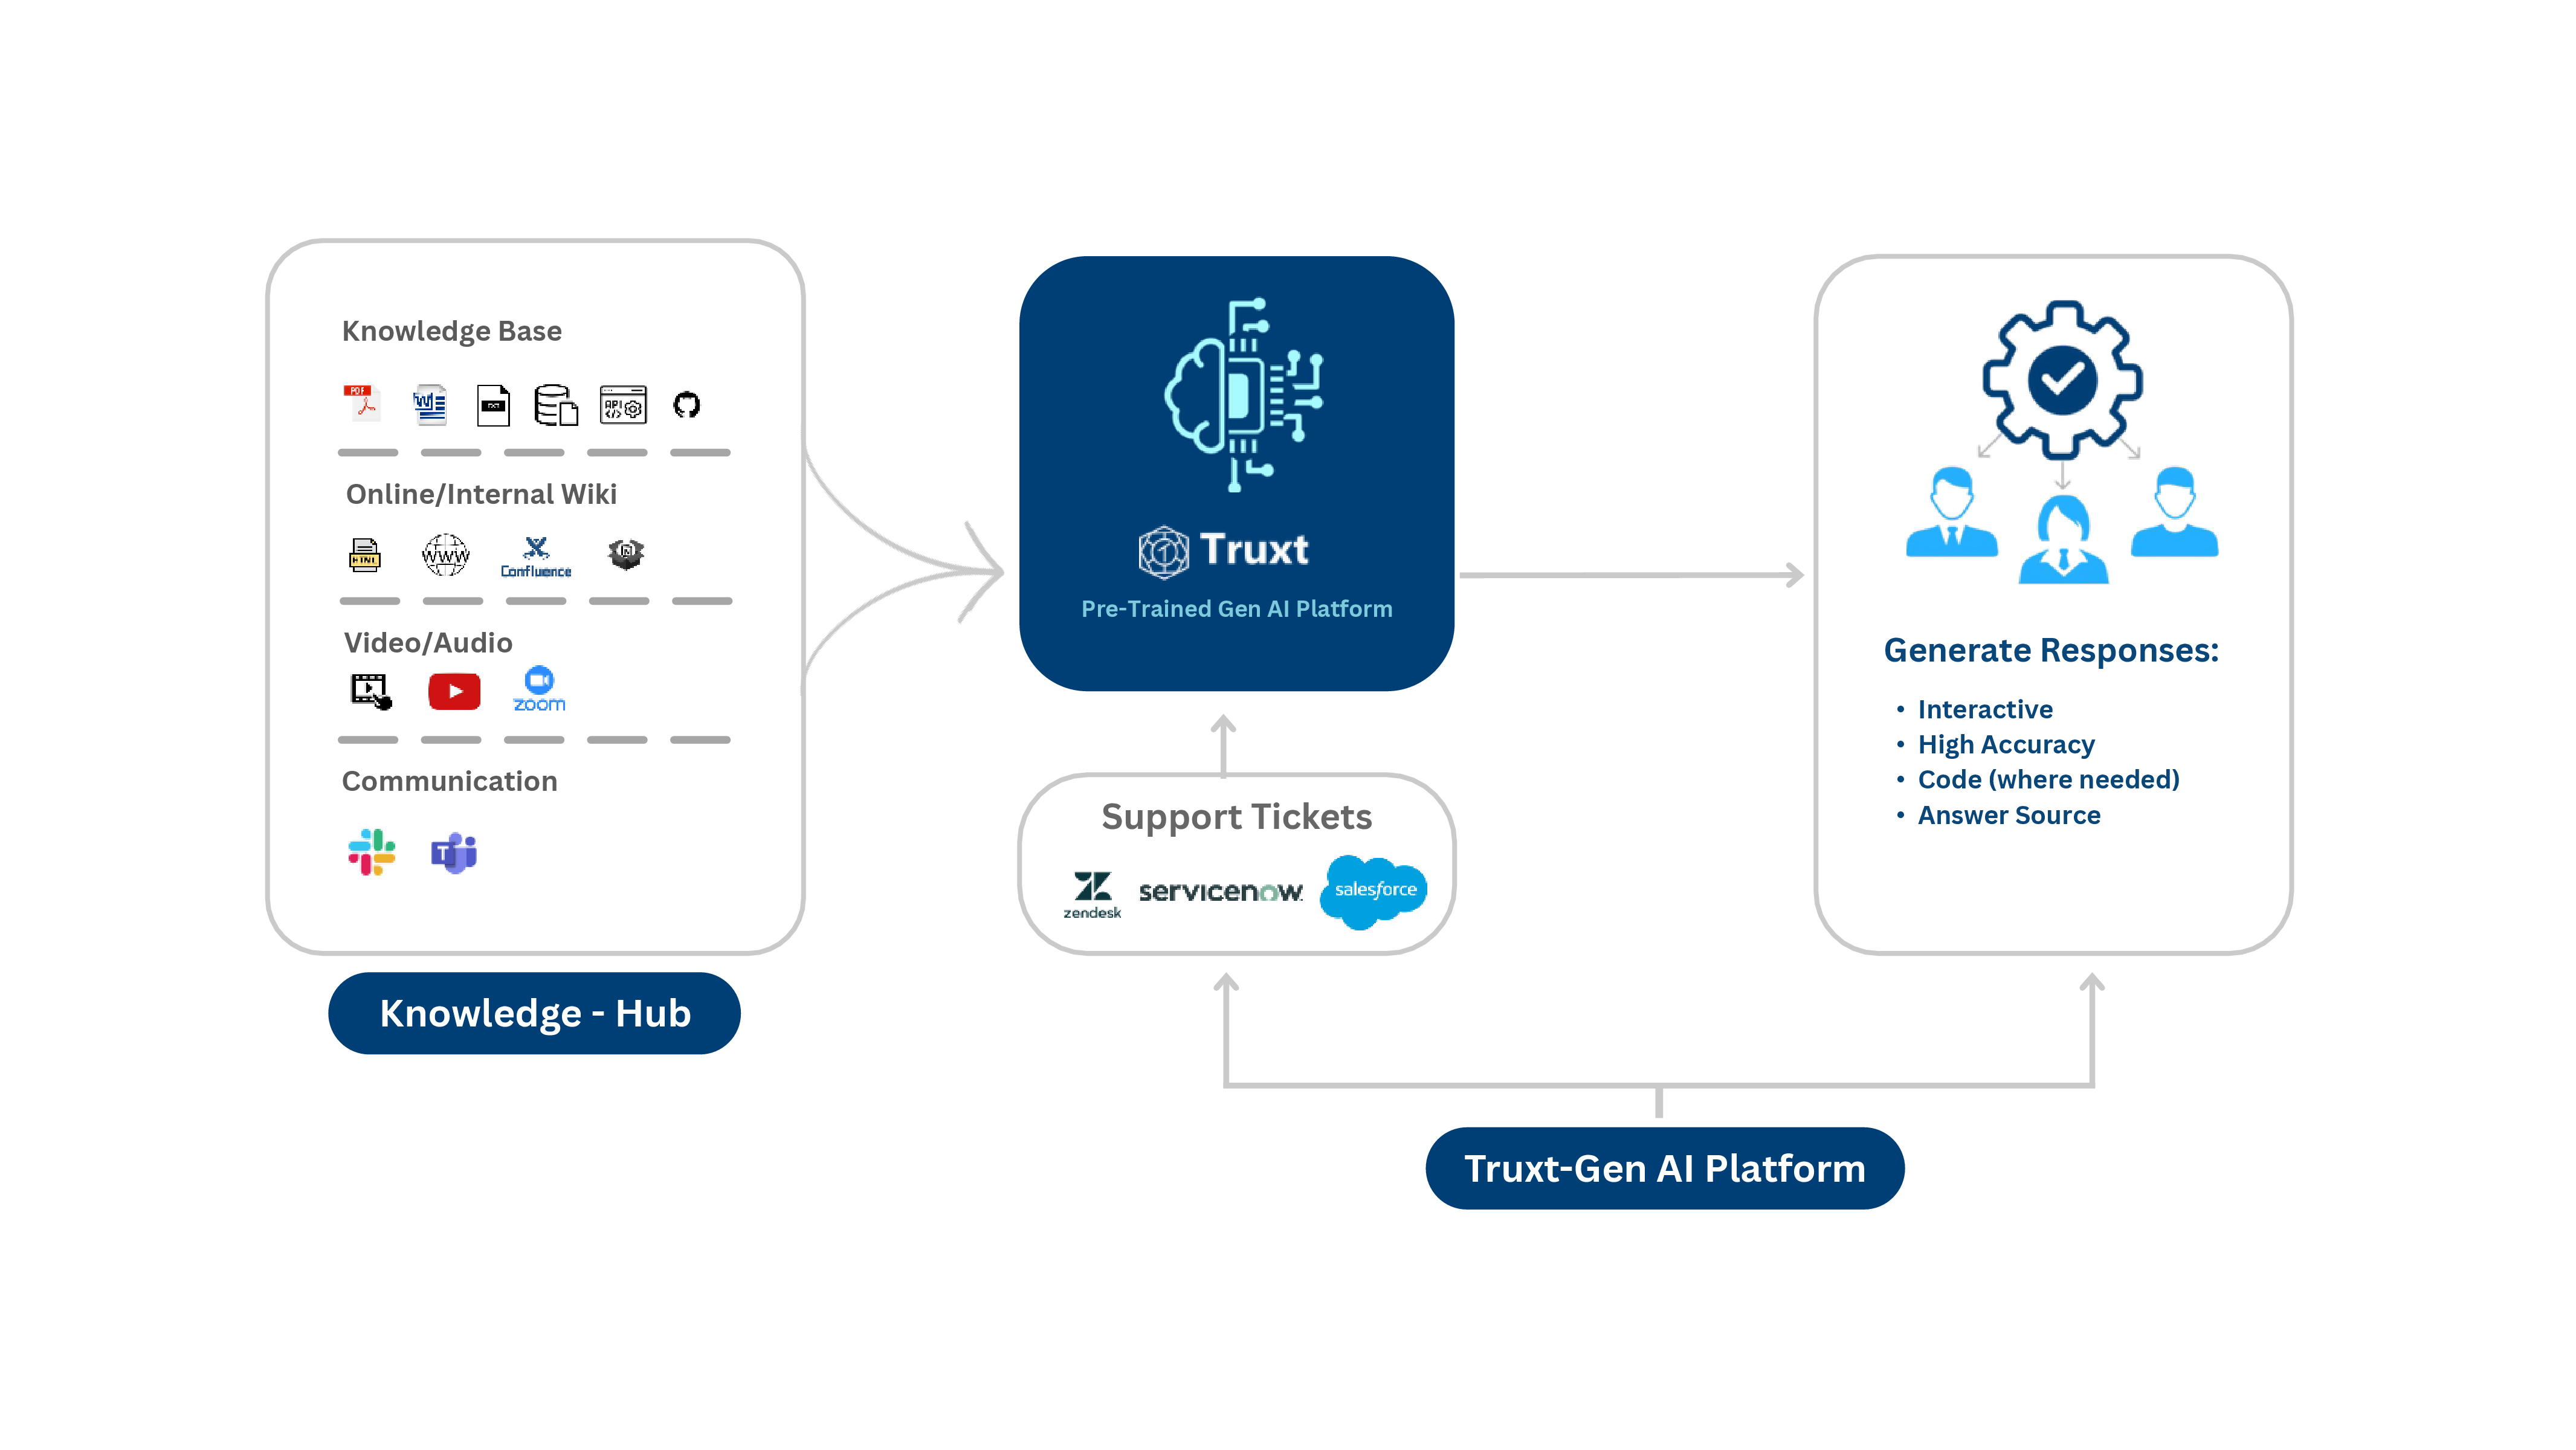 Knowledge Base
PDF
W
TXT
API
Online/Internal Wiki
HTML
WWW
Confluence
Video/Audio
zoom
Communication
T
Knowledge - Hub
Truxt
Pre-Trained Gen AI Platform
Support Tickets
zendesk
servicenow
salesforce
Generate Responses:
• Interactive
• High Accuracy
• Code (where needed)
• Answer Source
Truxt-Gen AI Platform